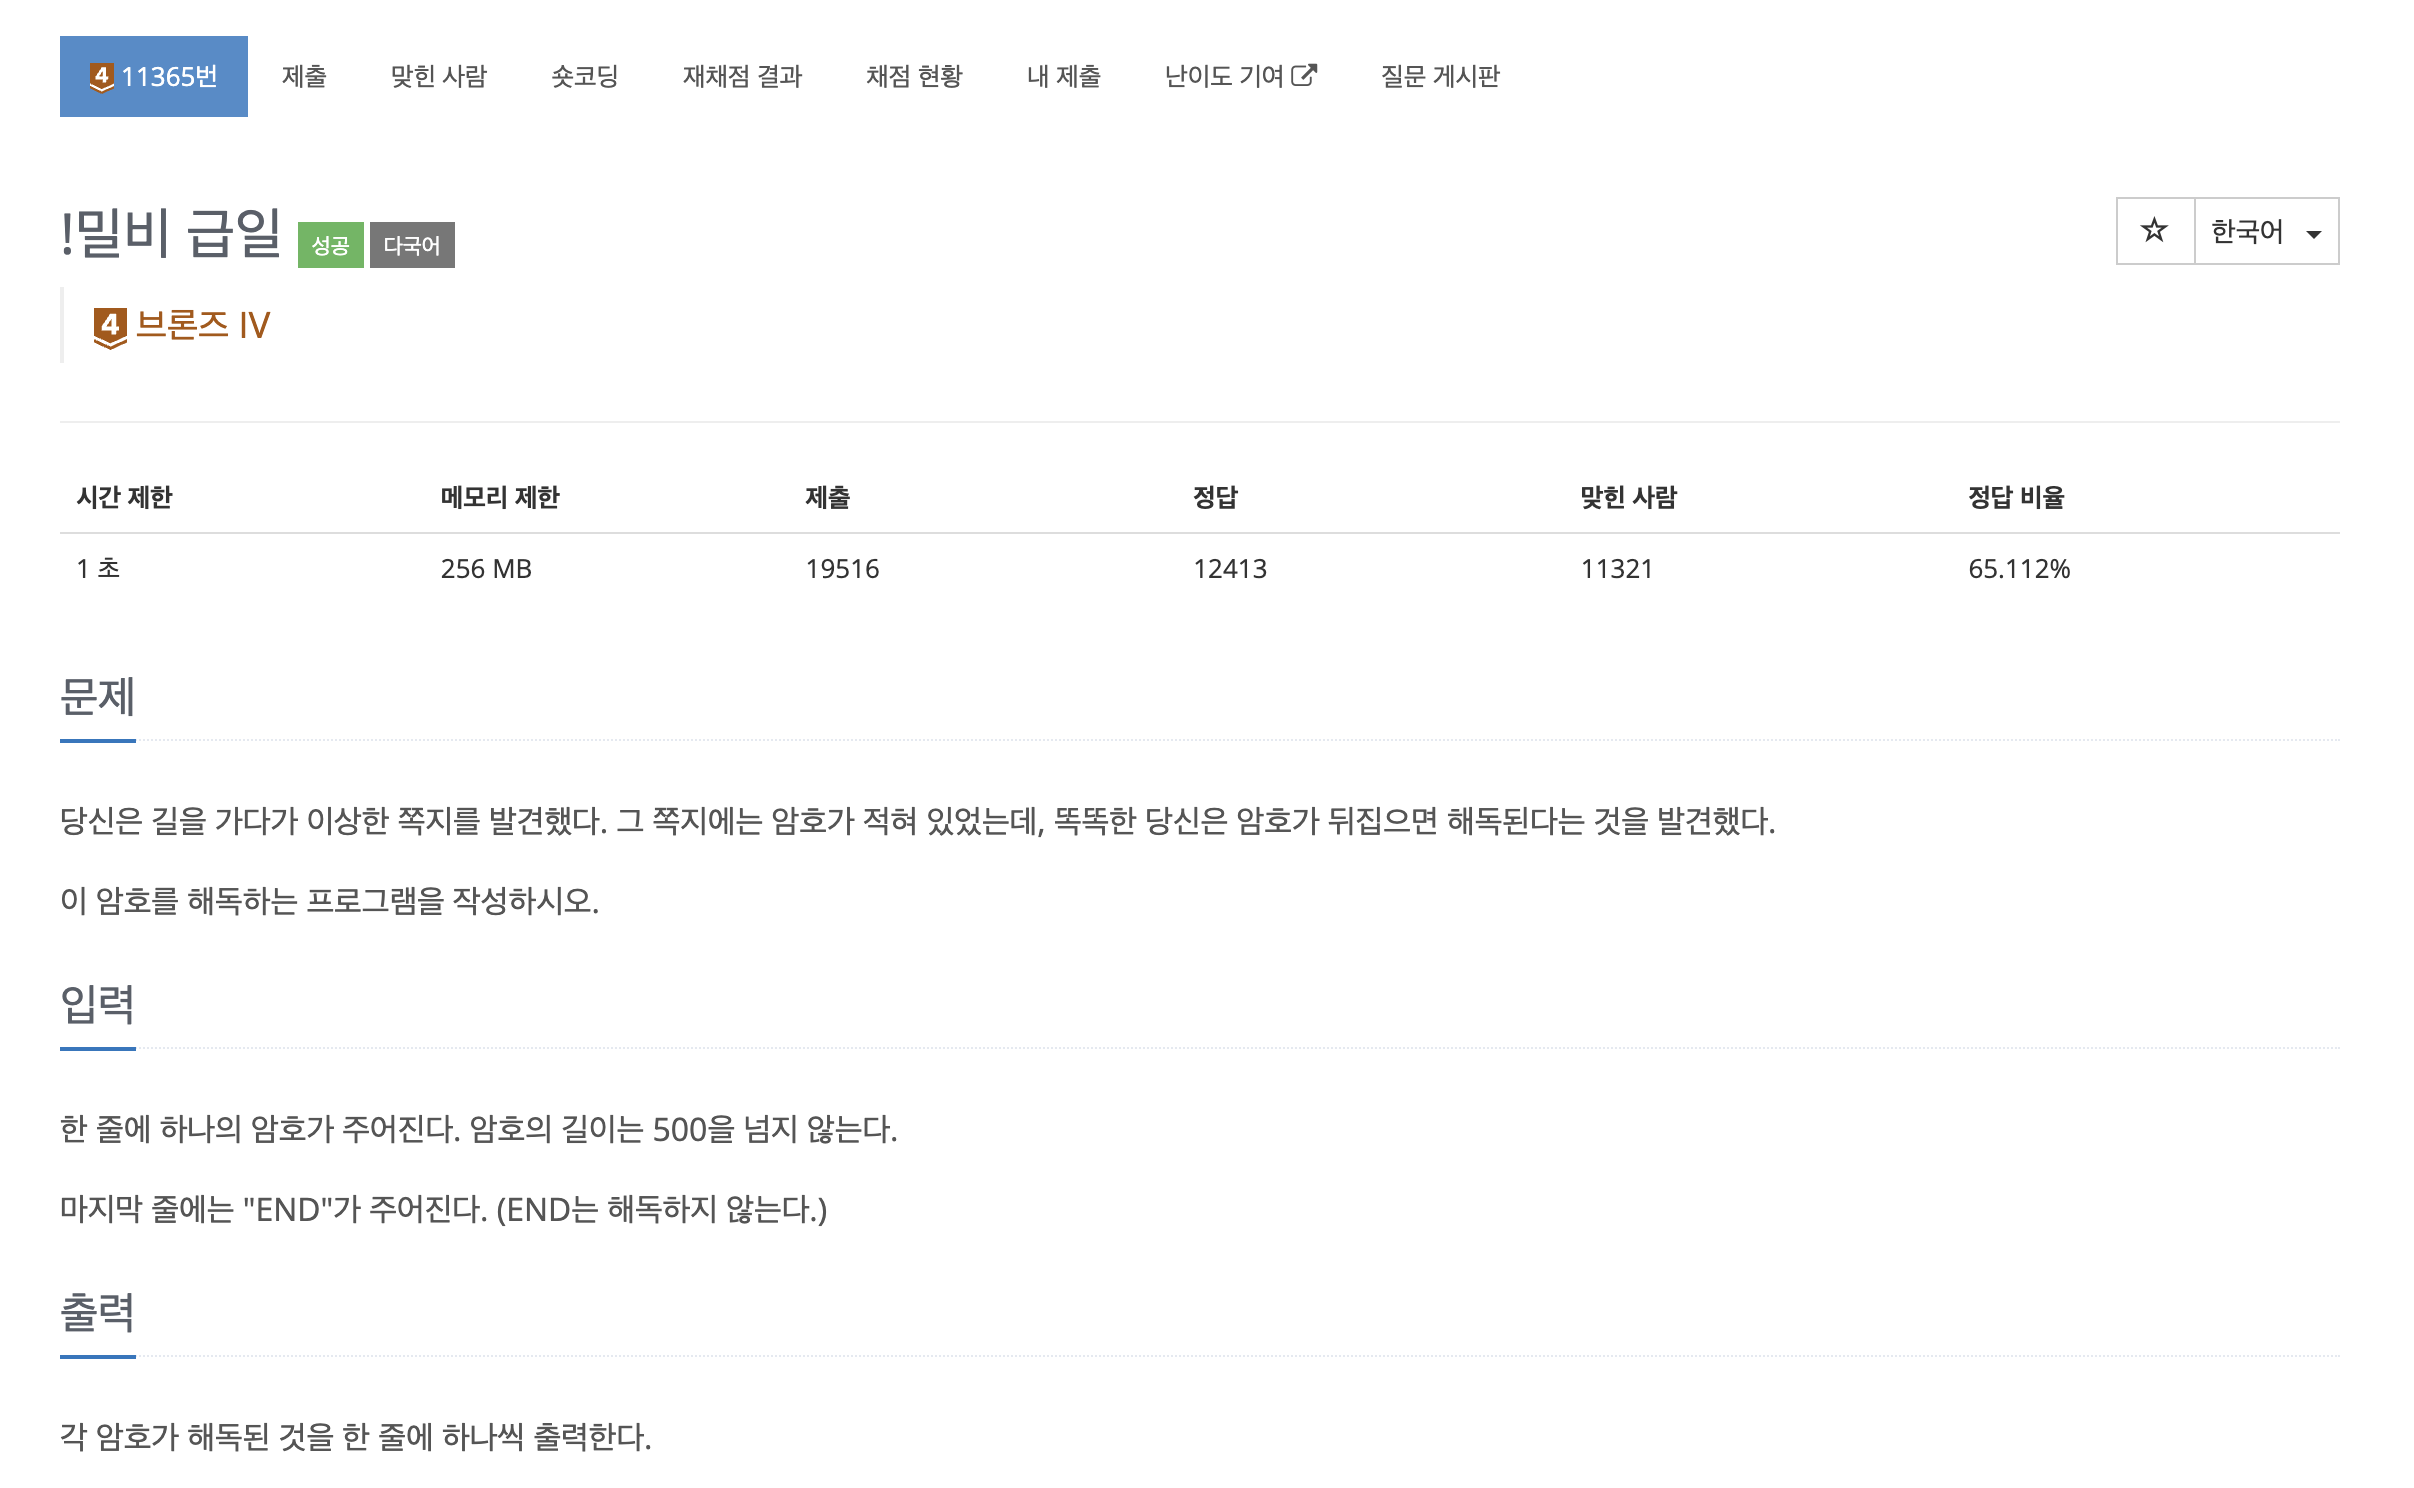 4 11365번 제출 맞힌 사람 숏코딩 재채점 결과 채점 현황 내 제출 난이도 기여 질문 게시판
!밀비 급일 성공 다국어 ☆ 한국어
4 브론즈 IV
시간 제한 메모리 제한 제출 정답 맞힌 사람 정답 비율
1 초 256 MB 19516 12413 11321 65.112%
문제
당신은 길을 가다가 이상한 쪽지를 발견했다. 그 쪽지에는 암호가 적혀 있었는데, 똑똑한 당신은 암호가 뒤집으면 해독된다는 것을 발견했다.
이 암호를 해독하는 프로그램을 작성하시오.
입력
한 줄에 하나의 암호가 주어진다. 암호의 길이는 500을 넘지 않는다.
마지막 줄에는 "END"가 주어진다. (END는 해독하지 않는다.)
출력
각 암호가 해독된 것을 한 줄에 하나씩 출력한다.